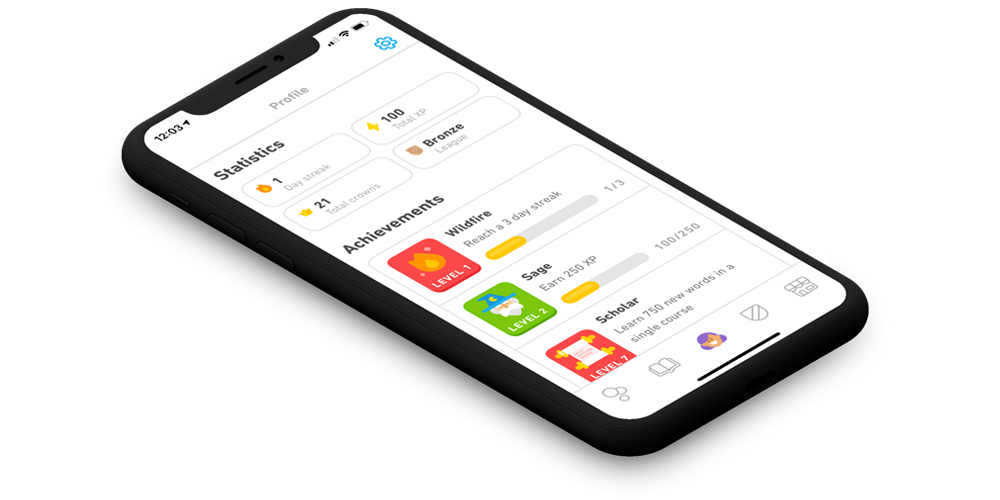 12:03
Profile
Statistics
1
Day streak
100
Total XP
21
Total crowns
Bronze
League
Achievements
LEVEL 1
Wildfire
Reach a 3 day streak
1/3
LEVEL 2
Sage
Earn 250 XP
100/250
LEVEL 7
Scholar
Learn 750 new words in a
single course